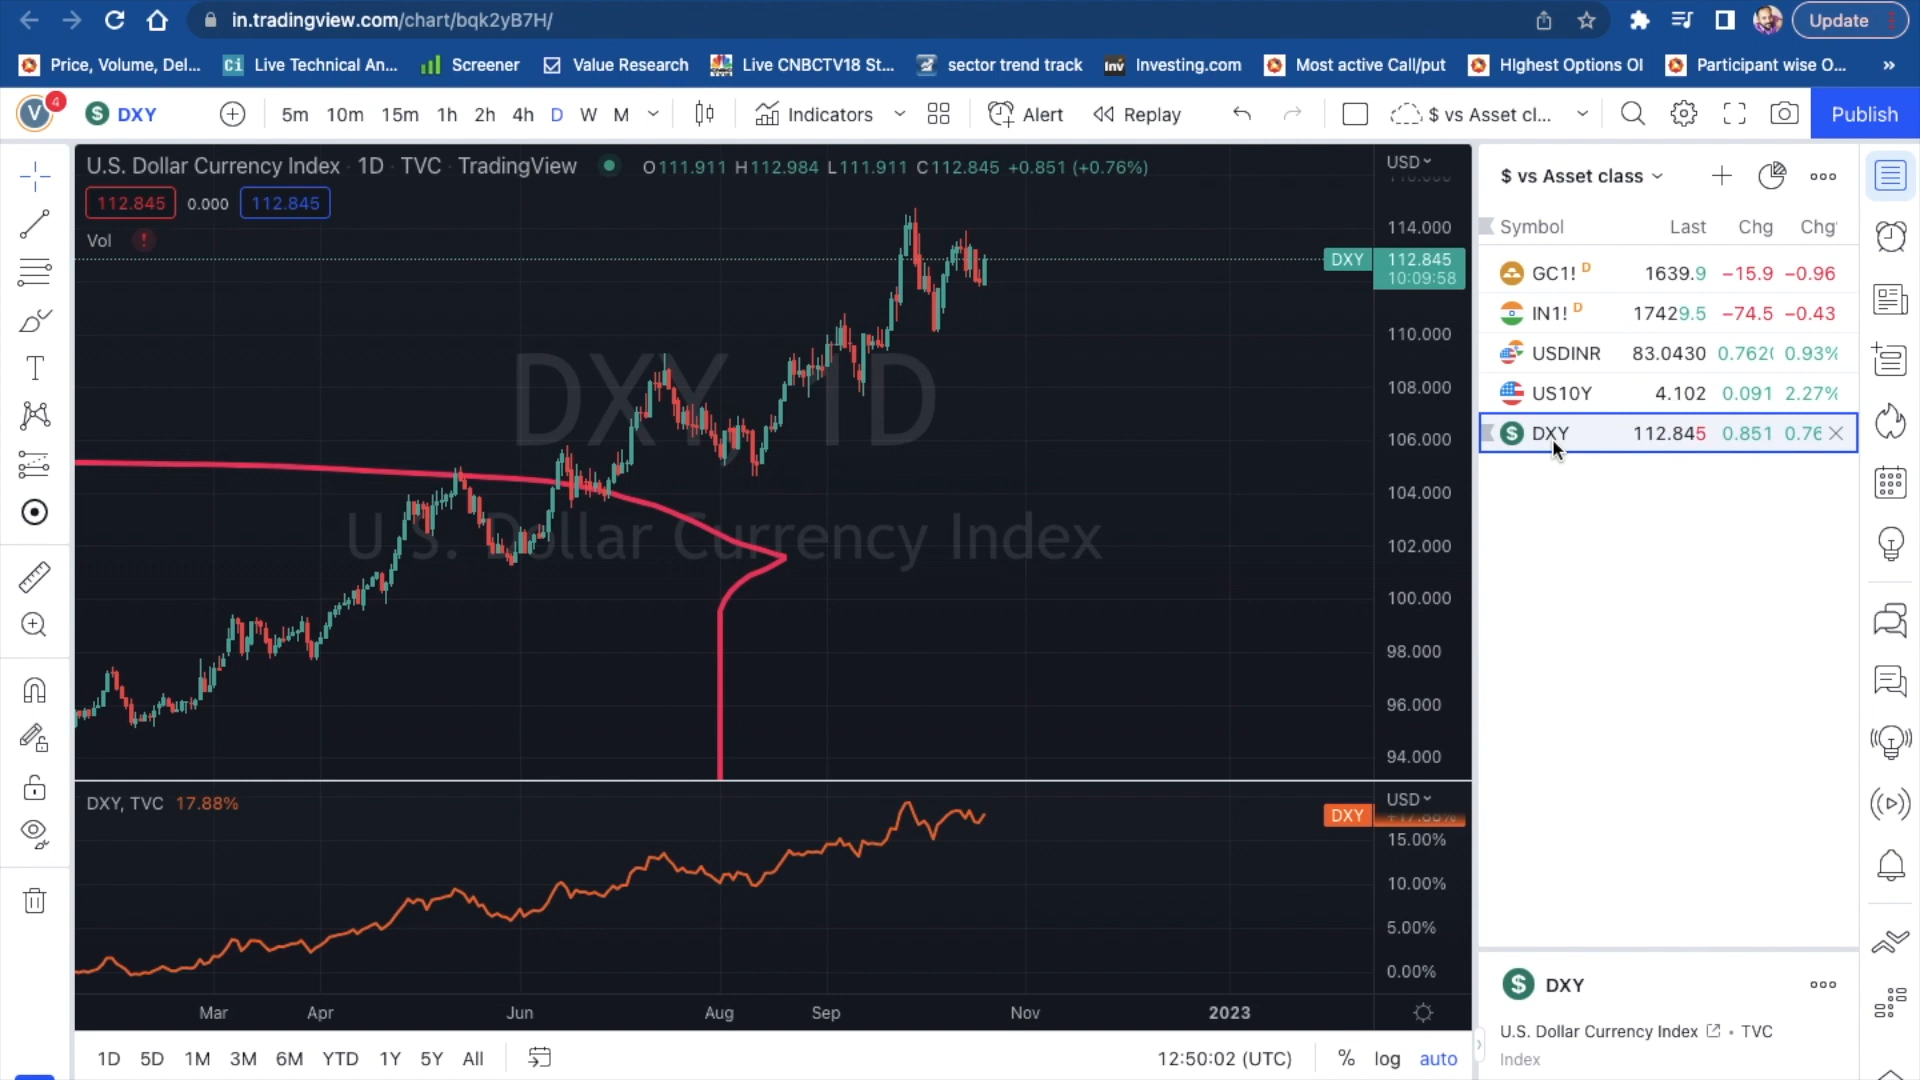 in.tradingview.com/chart/bqk2yB7H/
Update
Price, Volume, Del...
Ci Live Technical An...
Screener
Value Research
Live CNBCTV18 St...
sector trend track
Inv Investing.com
Most active Call/put
HIghest Options OI
Participant wise O...
»
V 4
$ DXY
5m 10m 15m 1h 2h 4h D W M
Indicators
Alert
Replay
$ vs Asset cl...
Publish
U.S. Dollar Currency Index · 1D · TVC · TradingView
O111.911 H112.984 L111.911 C112.845 +0.851 (+0.76%)
112.845 0.000 112.845
Vol !
DXY, 1D
U.S. Dollar Currency Index
USD
114.000
DXY 112.845
10:09:58
110.000
108.000
106.000
104.000
102.000
100.000
98.000
96.000
94.000
DXY, TVC 17.88%
USD
DXY +17.88%
15.00%
10.00%
5.00%
0.00%
Mar Apr Jun Aug Sep Nov 2023
1D 5D 1M 3M 6M YTD 1Y 5Y All
12:50:02 (UTC) % log auto
$ vs Asset class
Symbol Last Chg Chg
GC1! D 1639.9 −15.9 −0.96
IN1! D 17429.5 −74.5 −0.43
USDINR 83.0430 0.762 0.93%
US10Y 4.102 0.091 2.27%
$ DXY 112.845 0.851 0.76
$ DXY
U.S. Dollar Currency Index • TVC
Index